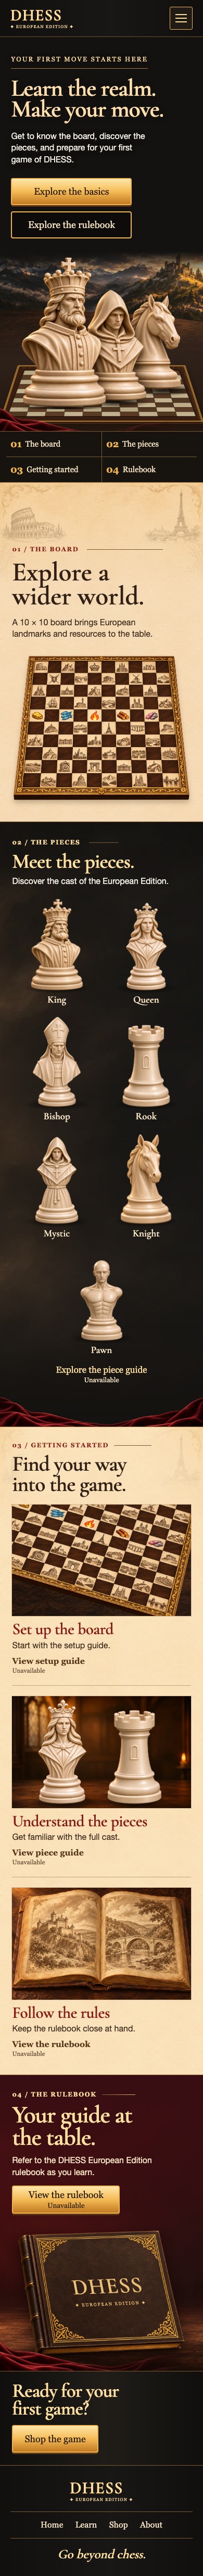 DHESS
EUROPEAN EDITION
YOUR FIRST MOVE STARTS HERE
Learn the realm.
Make your move.
Get to know the board, discover the
pieces, and prepare for your first
game of DHESS.
Explore the basics
Explore the rulebook
01 The board
02 The pieces
03 Getting started
04 Rulebook
01 / THE BOARD
Explore a
wider world.
A 10 × 10 board brings European
landmarks and resources to the table.
02 / THE PIECES
Meet the pieces.
Discover the cast of the European Edition.
King
Queen
Bishop
Rook
Mystic
Knight
Pawn
Explore the piece guide
Unavailable
03 / GETTING STARTED
Find your way
into the game.
Set up the board
Start with the setup guide.
View setup guide
Unavailable
Understand the pieces
Get familiar with the full cast.
View piece guide
Unavailable
Follow the rules
Keep the rulebook close at hand.
View the rulebook
Unavailable
04 / THE RULEBOOK
Your guide at
the table.
Refer to the DHESS European Edition
rulebook as you learn.
View the rulebook
Unavailable
DHESS
EUROPEAN EDITION
Ready for your
first game?
Shop the game
DHESS
EUROPEAN EDITION
Home Learn Shop About
Go beyond chess.